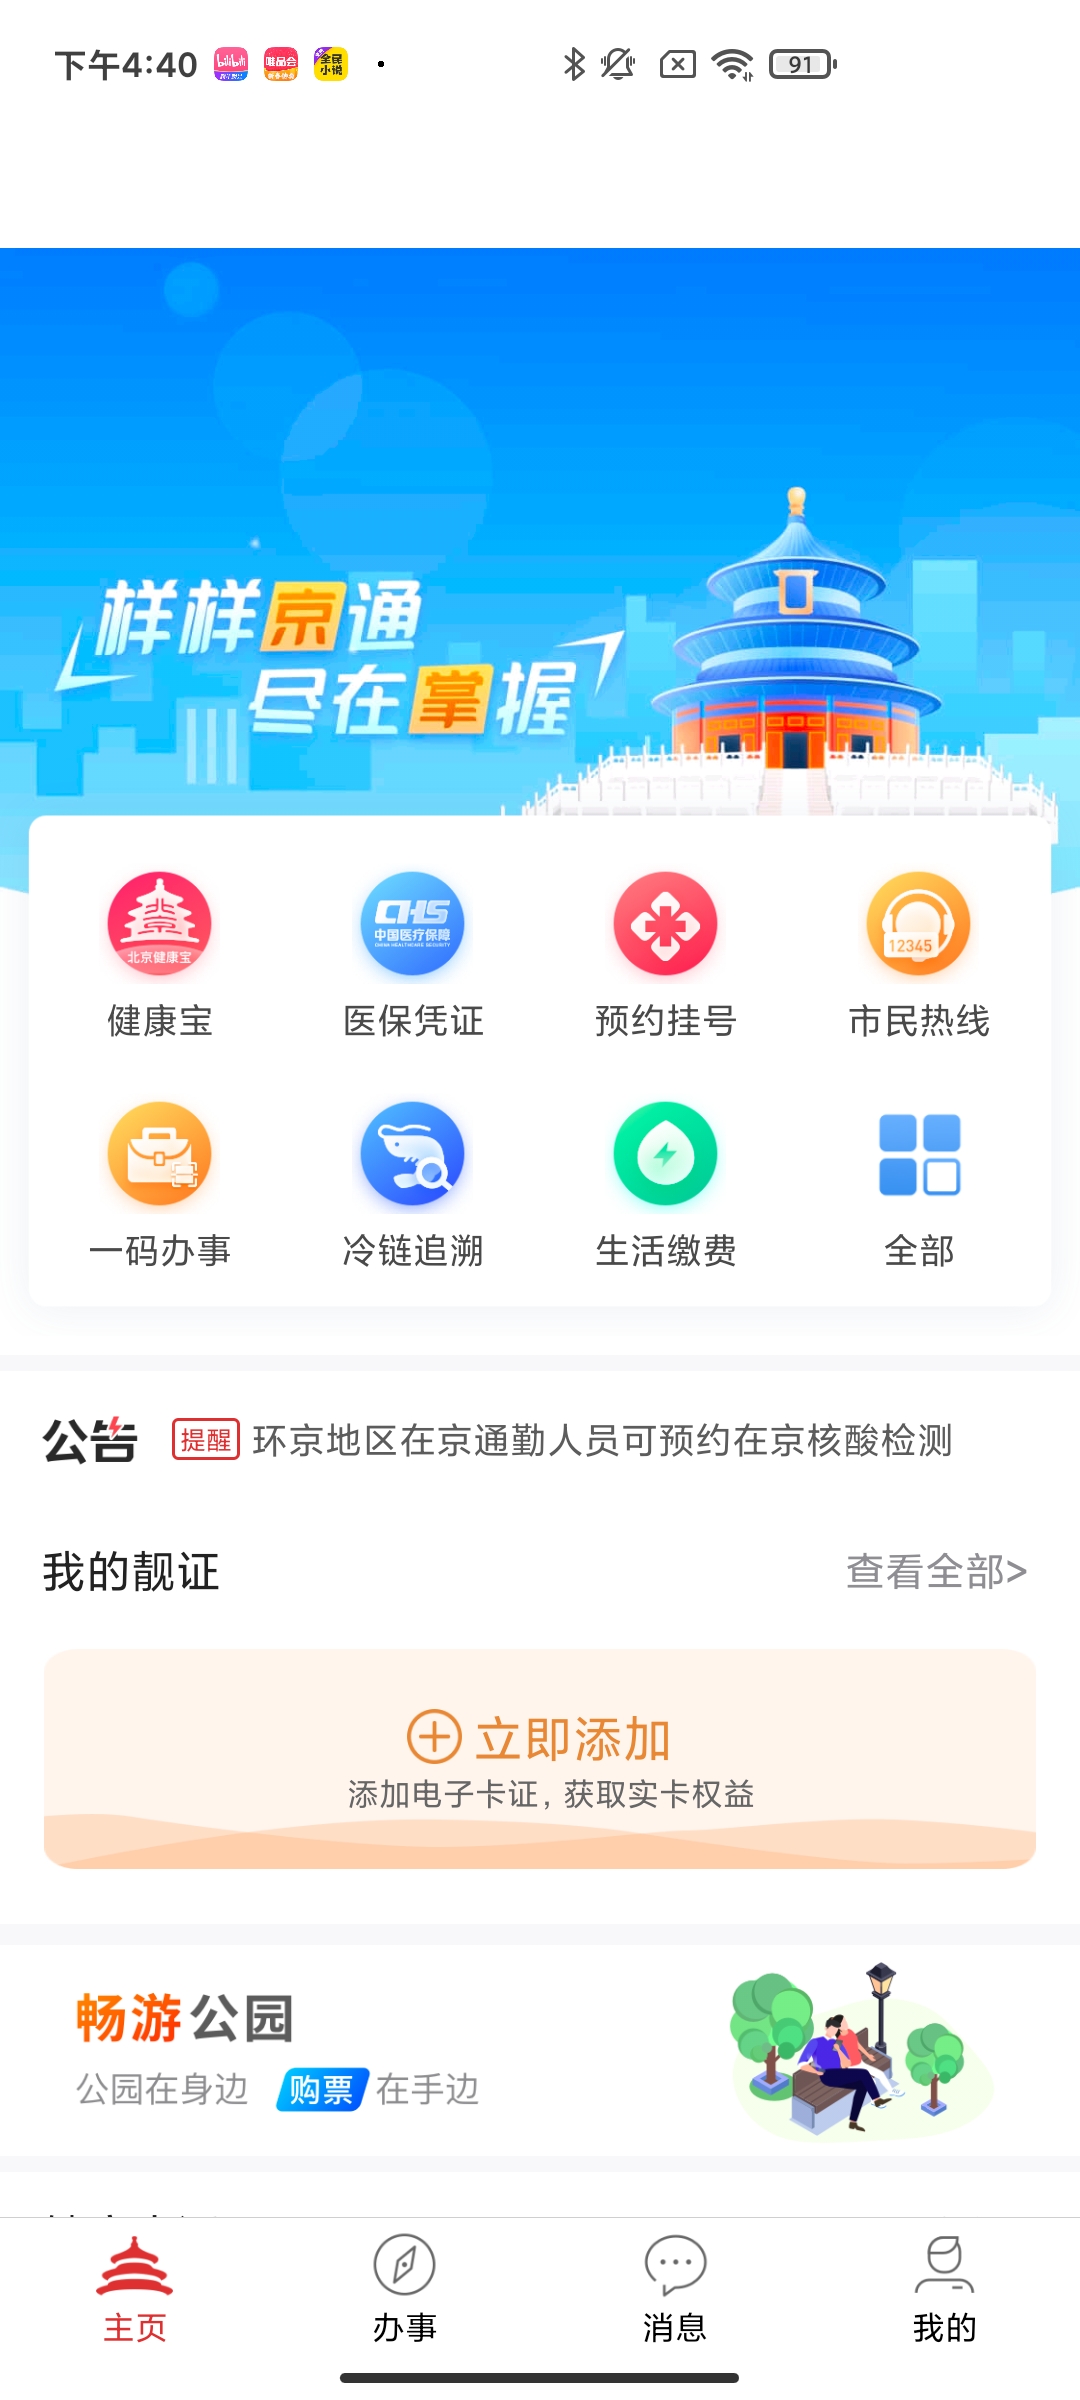 下午4:40
bilibili
唯品会
全民
小说
91
样样京通
尽在掌握
北京健康宝
CHS
中国医疗保障
CHINA HEALTHCARE SECURITY
12345
健康宝 医保凭证 预约挂号 市民热线
一码办事 冷链追溯 生活缴费 全部
公告 提醒 环京地区在京通勤人员可预约在京核酸检测
我的靓证 查看全部>
立即添加
添加电子卡证,获取实卡权益
畅游公园
公园在身边 购票 在手边
主页 办事 消息 我的